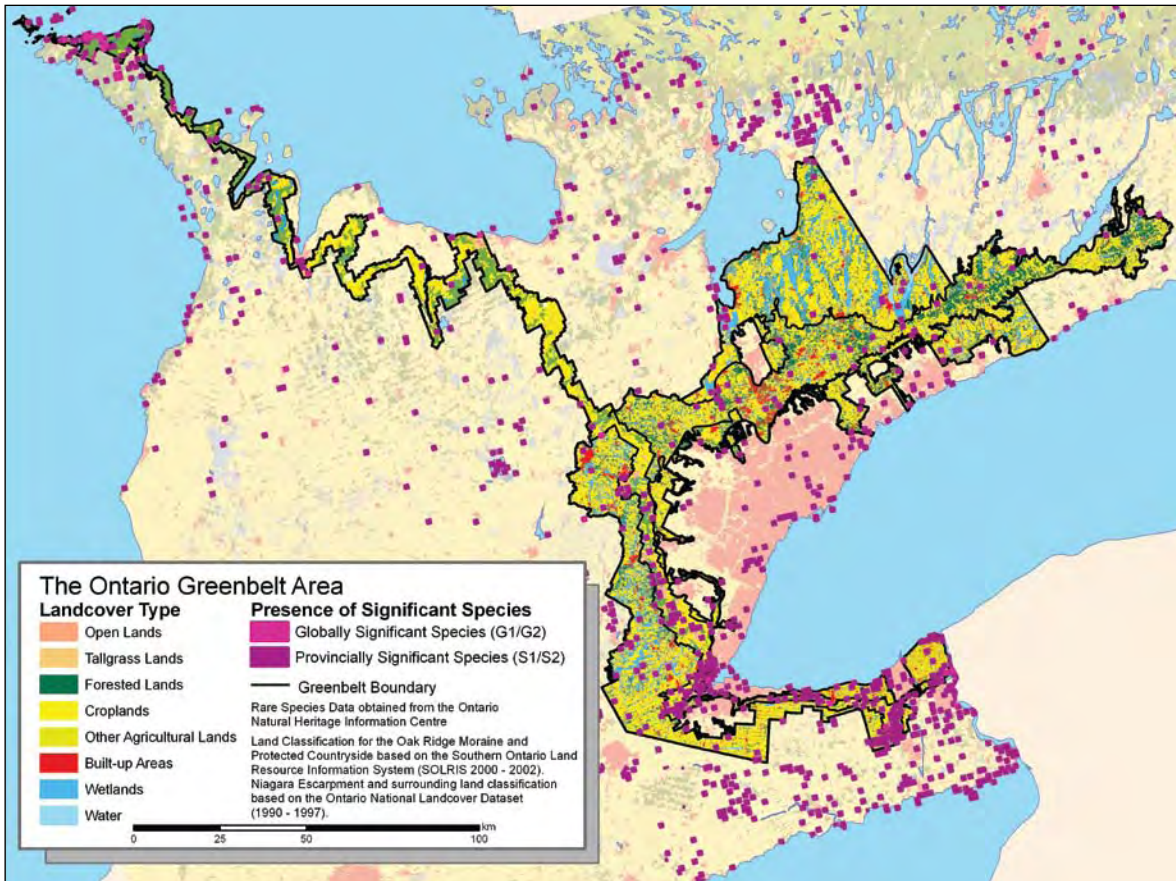 The Ontario Greenbelt Area
Landcover Type
Open Lands
Tallgrass Lands
Forested Lands
Croplands
Other Agricultural Lands
Built-up Areas
Wetlands
Water
Presence of Significant Species
Globally Significant Species (G1/G2)
Provincially Significant Species (S1/S2)
Greenbelt Boundary
Rare Species Data obtained from the Ontario
Natural Heritage Information Centre
Land Classification for the Oak Ridge Moraine and
Protected Countryside based on the Southern Ontario Land
Resource Information System (SOLRIS 2000 - 2002).
Niagara Escarpment and surrounding land classification
based on the Ontario National Landcover Dataset
(1990 - 1997).
km
0 25 50 100